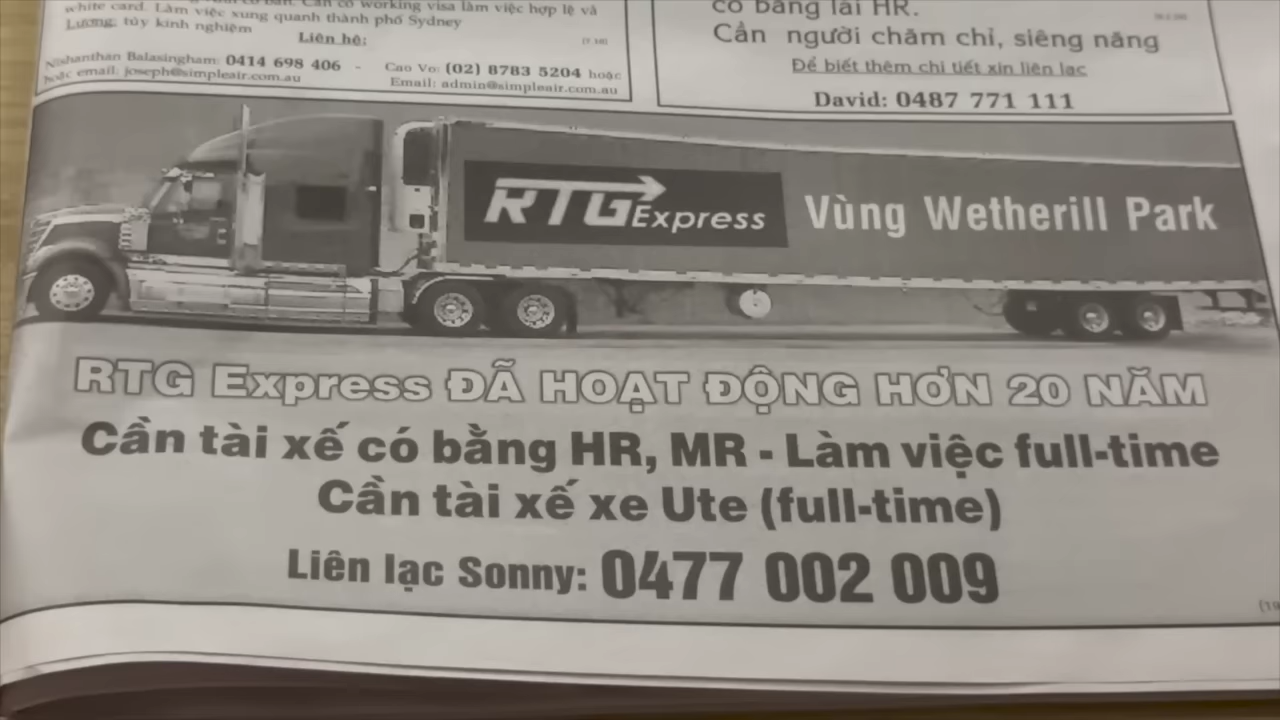 white card. Làm việc xung quanh thành phố Sydney
Lương, tùy kinh nghiệm
Liên hệ:
Nishanthan Balasingham: 0414 698 406 - Cao Vo: (02) 8783 5204 hoặc
hoặc email: joseph@simpleair.com.au Email: admin@simpleair.com.au
có bằng lái HR.
Cần người chăm chỉ, siêng năng
Để biết thêm chi tiết xin liên lạc
David: 0487 771 111
RTG Express
Vùng Wetherill Park
RTG Express ĐÃ HOẠT ĐỘNG HƠN 20 NĂM
Cần tài xế có bằng HR, MR - Làm việc full-time
Cần tài xế xe Ute (full-time)
Liên lạc Sonny: 0477 002 009